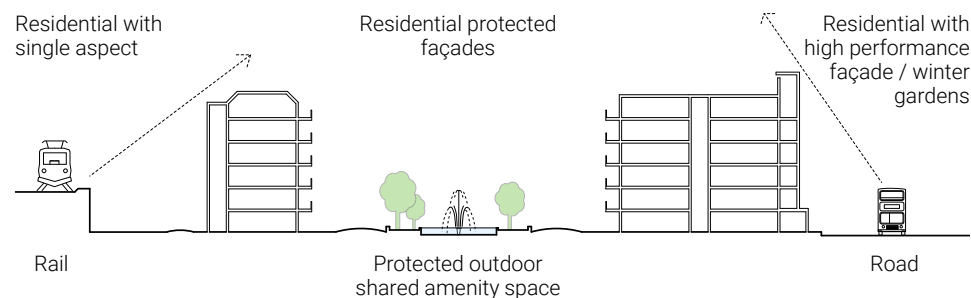 Residential with
single aspect
Residential protected
façades
Residential with
high performance
façade / winter
gardens
Rail
Protected outdoor
shared amenity space
Road